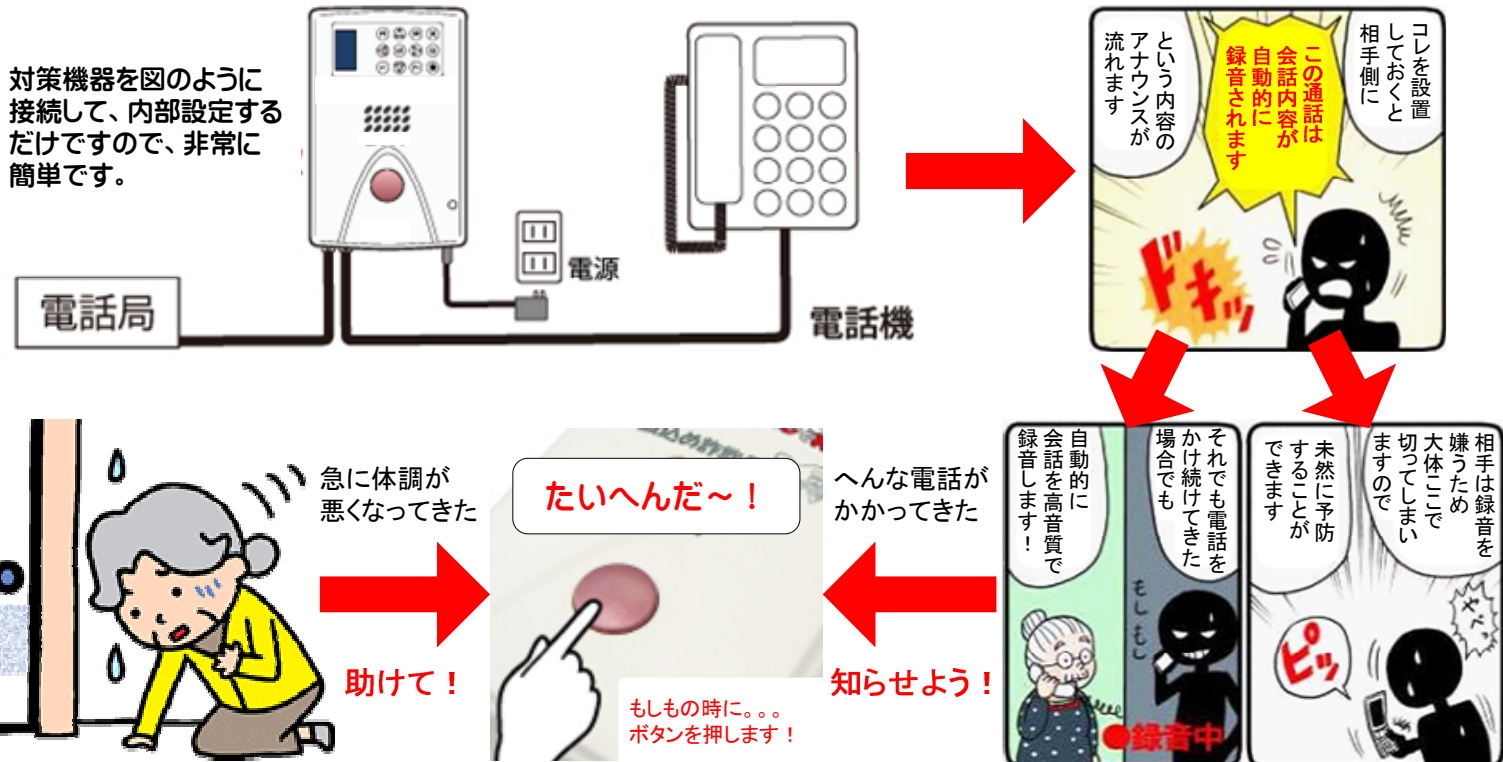 対策機器を図のように
接続して、内部設定する
だけですので、非常に
簡単です。
電話局
電源
電話機
コレを設置
しておくと
相手側に
この通話は
会話内容が
自動的に
録音されます
という内容の
アナウンスが
流れます
ドキッ
相手は録音を
嫌うため
大体ここで
切ってしまい
ますので
未然に予防
することが
できます
やべっ
ピッ
それでも電話を
かけ続けてきた
場合でも
自動的に
会話を高音質で
録音します!
もしもし
●録音中
へんな電話が
かかってきた
知らせよう!
急に体調が
悪くなってきた
助けて!
たいへんだ~!
もしもの時に。。。
ボタンを押します!